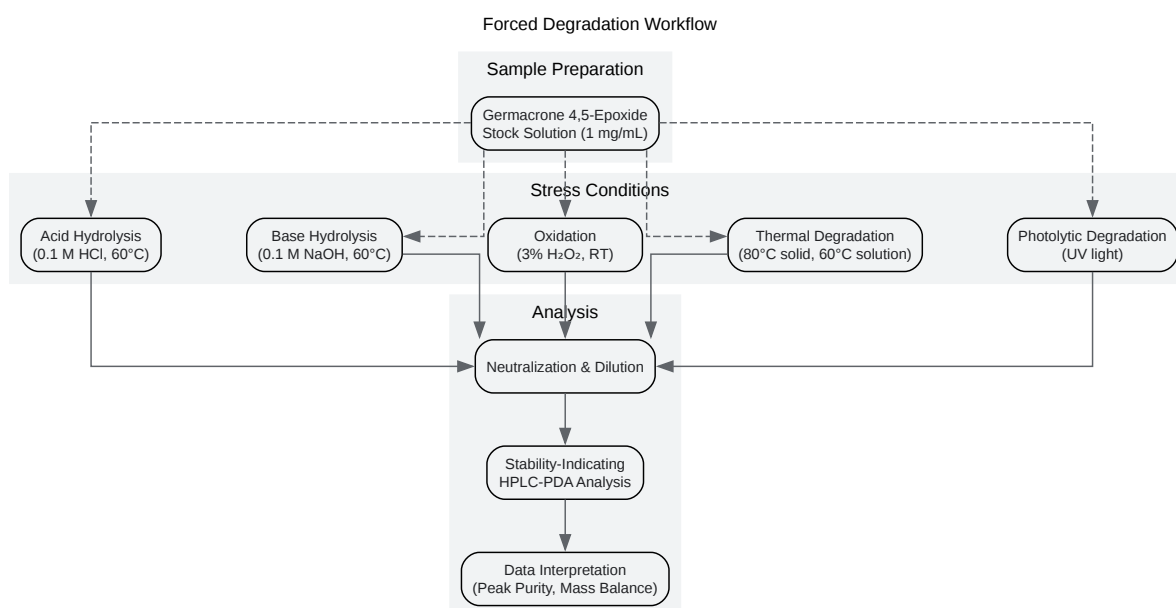 Forced Degradation Workflow
Sample Preparation
Germacrone 4,5-Epoxide
Stock Solution (1 mg/mL)
Stress Conditions
Acid Hydrolysis
(0.1 M HCl, 60°C)
Base Hydrolysis
(0.1 M NaOH, 60°C)
Oxidation
(3% H₂O₂, RT)
Thermal Degradation
(80°C solid, 60°C solution)
Photolytic Degradation
(UV light)
Analysis
Neutralization & Dilution
Stability-Indicating
HPLC-PDA Analysis
Data Interpretation
(Peak Purity, Mass Balance)